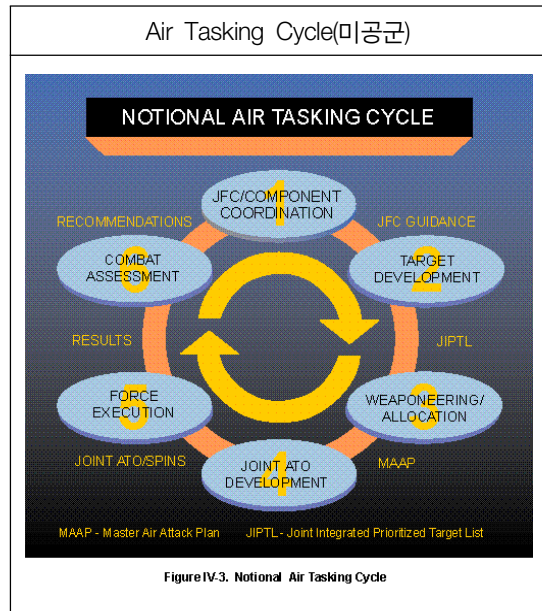 Air Tasking Cycle(미공군)
NOTIONAL AIR TASKING CYCLE
1
JFC/COMPONENT
COORDINATION
RECOMMENDATIONS
JFC GUIDANCE
6
COMBAT
ASSESSMENT
2
TARGET
DEVELOPMENT
RESULTS
JIPTL
5
FORCE
EXECUTION
3
WEAPONEERING/
ALLOCATION
JOINT ATO/SPINS
4
JOINT ATO
DEVELOPMENT
MAAP
MAAP - Master Air Attack Plan
JIPTL - Joint Integrated Prioritized Target List
Figure IV-3. Notional Air Tasking Cycle